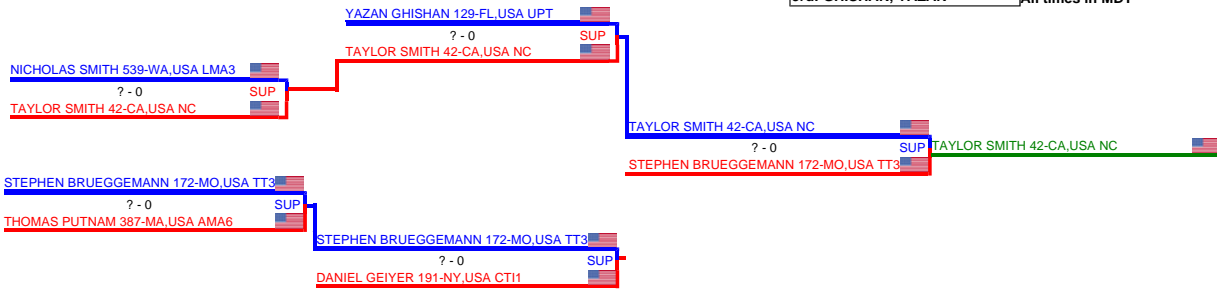 All times in MDT
YAZAN GHISHAN 129-FL,USA UPT
? - 0
SUP
TAYLOR SMITH 42-CA,USA NC
NICHOLAS SMITH 539-WA,USA LMA3
? - 0
SUP
TAYLOR SMITH 42-CA,USA NC
TAYLOR SMITH 42-CA,USA NC
? - 0
SUP
STEPHEN BRUEGGEMANN 172-MO,USA TT3
TAYLOR SMITH 42-CA,USA NC
STEPHEN BRUEGGEMANN 172-MO,USA TT3
? - 0
SUP
THOMAS PUTNAM 387-MA,USA AMA6
STEPHEN BRUEGGEMANN 172-MO,USA TT3
? - 0
SUP
DANIEL GEIYER 191-NY,USA CTI1